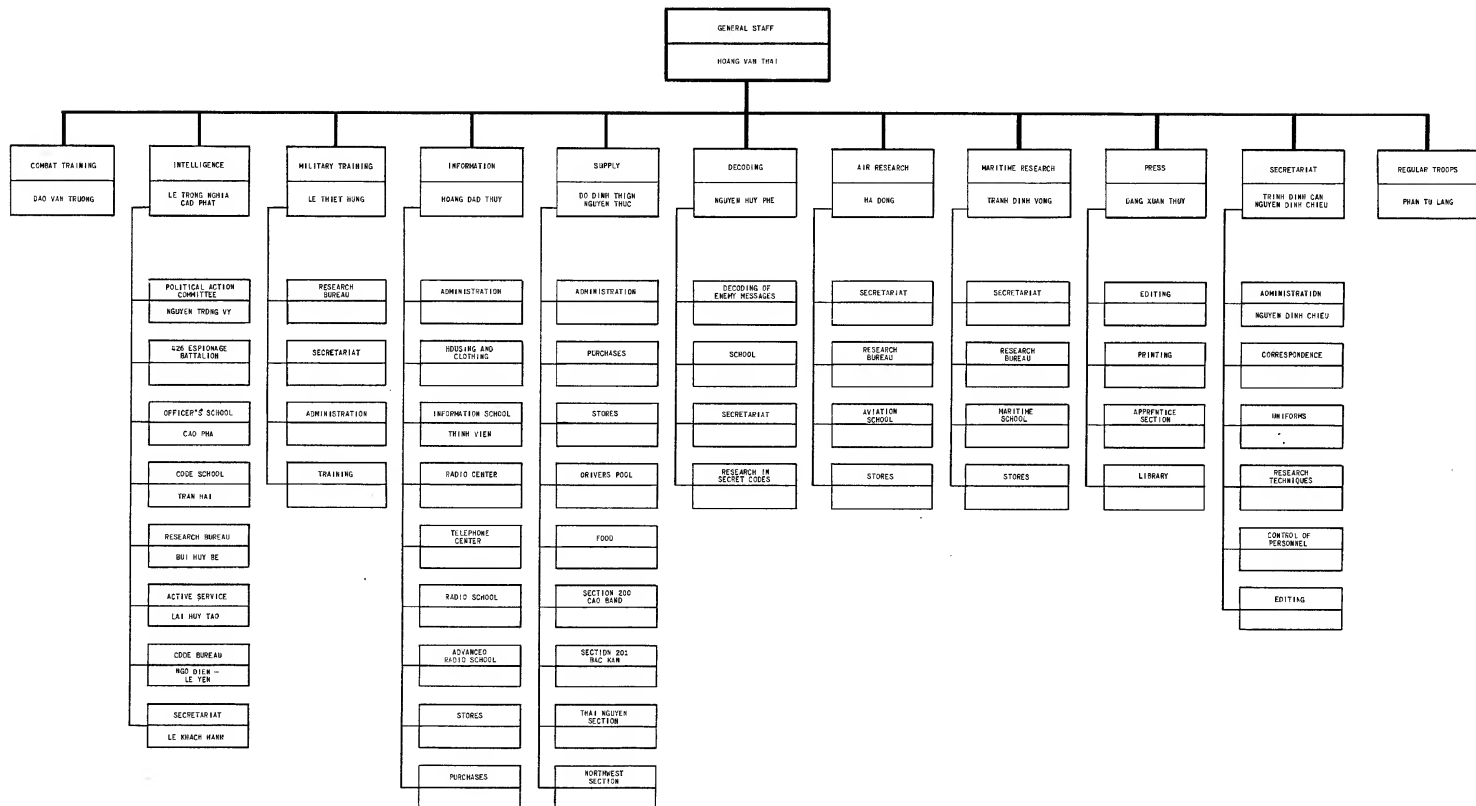 GENERAL STAFF
HOANG VAN THAI
COMBAT TRAINING
DAO VAN TRUONG
INTELLIGENCE
LE TRONG NGHIA
CAO PHAT
MILITARY TRAINING
LE THIET HUNG
INFORMATION
HOANG DAO THUY
SUPPLY
DO DINH THIGN
NGUYEN THUC
DECODING
NGUYEN HUY PHE
AIR RESEARCH
HA DONG
MARITIME RESEARCH
TRANH DINH VONG
PRESS
DANG XUAN THUY
SECRETARIAT
TRINH DINH CAN
NGUYEN DINH CHIEU
REGULAR TROOPS
PHAN TU LANG
POLITICAL ACTION
COMMITTEE
NGUYEN TRONG VY
426 ESPIONAGE
BATTALION
OFFICER'S SCHOOL
CAO PHA
CODE SCHOOL
TRAN HAI
RESEARCH BUREAU
BUI HUY BE
ACTIVE SERVICE
LAI HUY TAO
CODE BUREAU
NGO DIEN –
LE YEN
SECRETARIAT
LE KHACH HANH
RESEARCH
BUREAU
SECRETARIAT
ADMINISTRATION
TRAINING
ADMINISTRATION
HOUSING AND
CLOTHING
INFORMATION SCHOOL
THINH VIEN
RADIO CENTER
TELEPHONE
CENTER
RADIO SCHOOL
ADVANCED
RADIO SCHOOL
STORES
PURCHASES
ADMINISTRATION
PURCHASES
STORES
DRIVERS POOL
FOOD
SECTION 200
CAO BAND
SECTION 201
BAC KAN
THAI NGUYEN
SECTION
NORTHWEST
SECTION
DECODING OF
ENEMY MESSAGES
SCHOOL
SECRETARIAT
RESEARCH IN
SECRET CODES
SECRETARIAT
RESEARCH
BUREAU
AVIATION
SCHOOL
STORES
SECRETARIAT
RESEARCH
BUREAU
MARITIME
SCHOOL
STORES
EDITING
PRINTING
APPRENTICE
SECTION
LIBRARY
ADMINISTRATION
NGUYEN DINH CHIEU
CORRESPONDENCE
UNIFORMS
RESEARCH
TECHNIQUES
CONTROL OF
PERSONNEL
EDITING